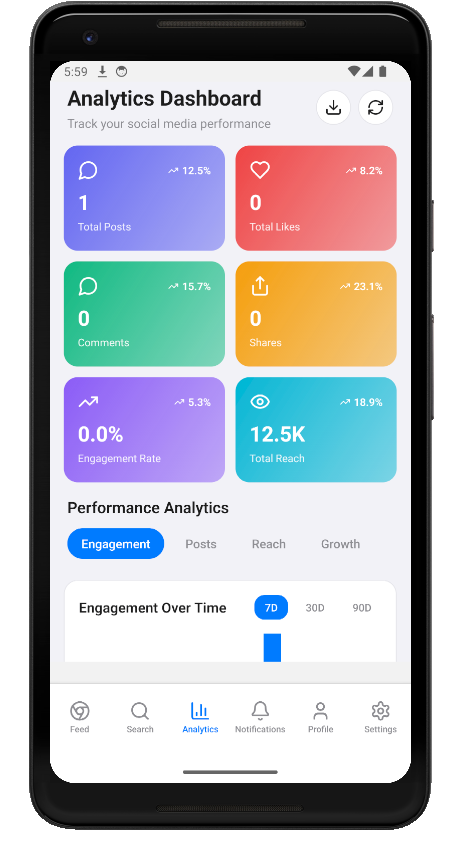 5:59
Analytics Dashboard
Track your social media performance
12.5%
1
Total Posts
8.2%
0
Total Likes
15.7%
0
Comments
23.1%
0
Shares
5.3%
0.0%
Engagement Rate
18.9%
12.5K
Total Reach
Performance Analytics
Engagement Posts Reach Growth
Engagement Over Time 7D 30D 90D
Feed Search Analytics Notifications Profile Settings